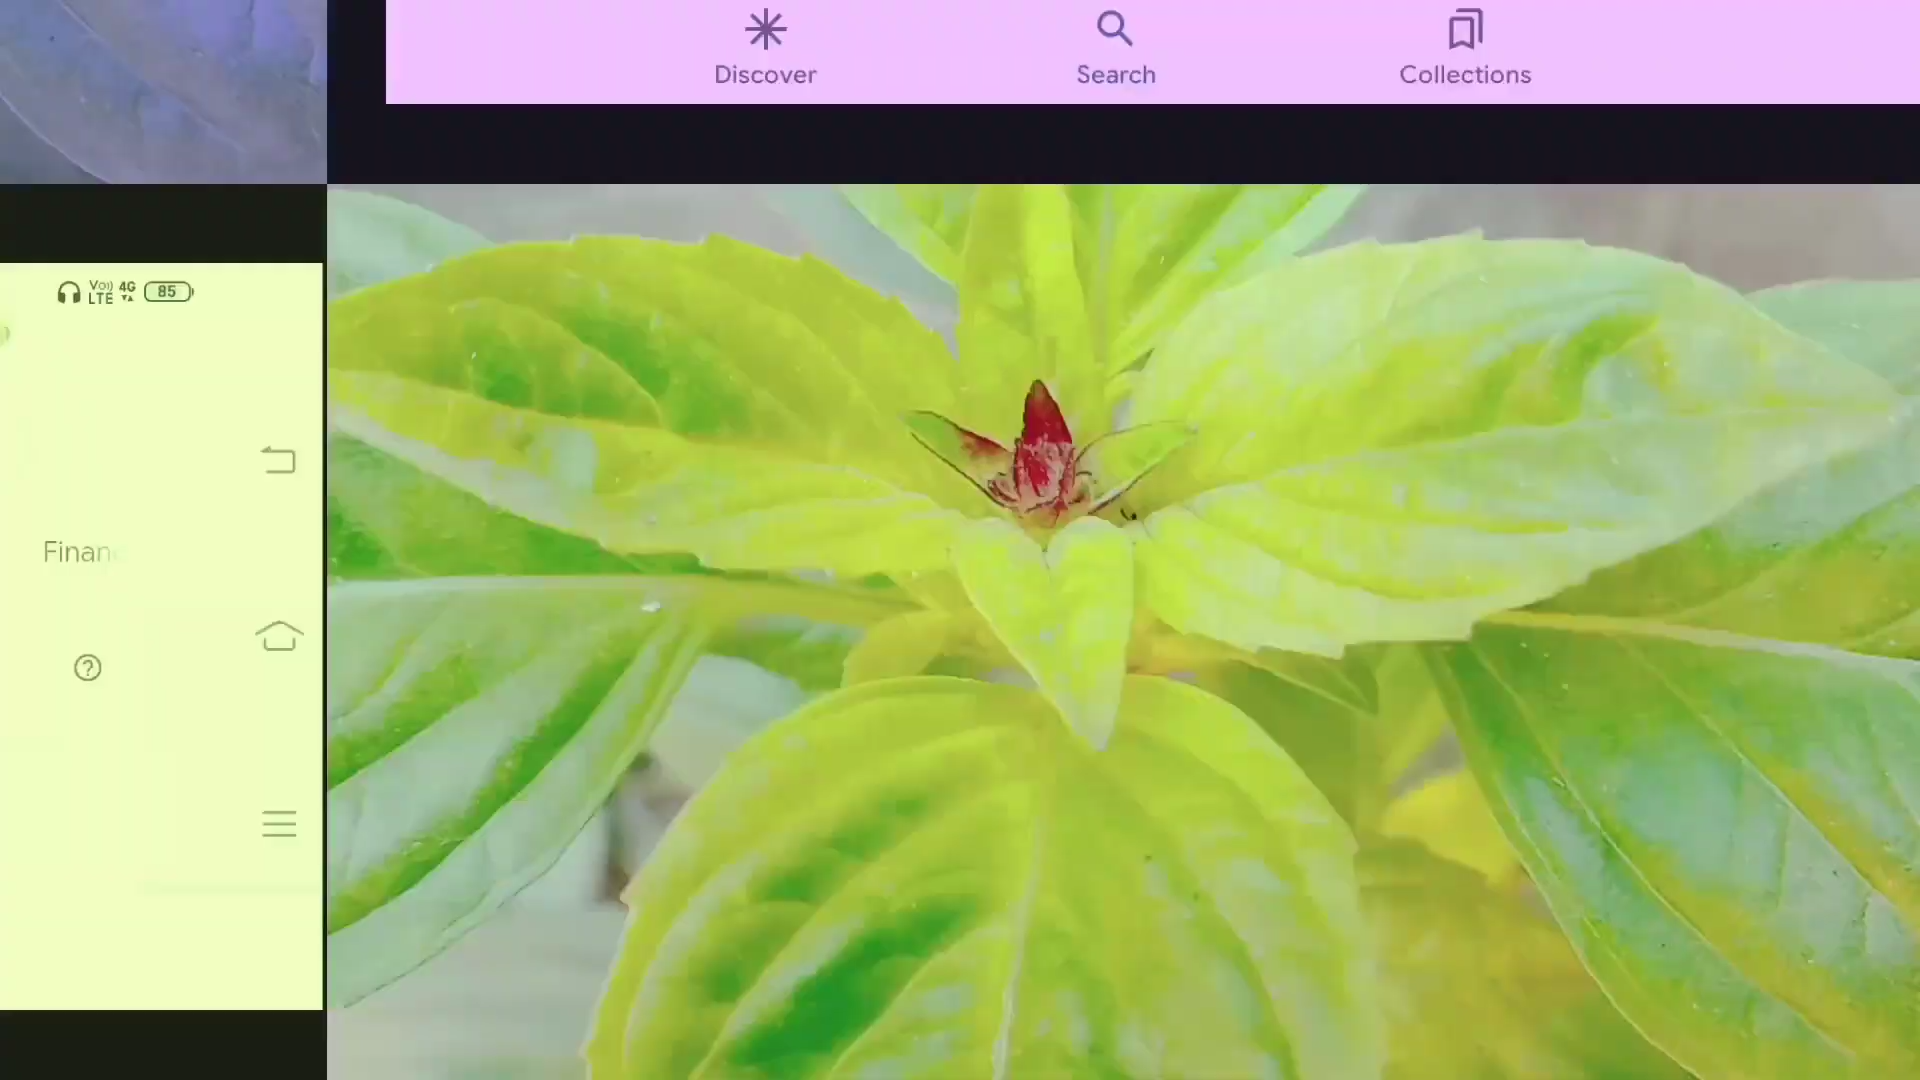 Discover
Search
Collections
Vo)) LTE 4G 85
Finan